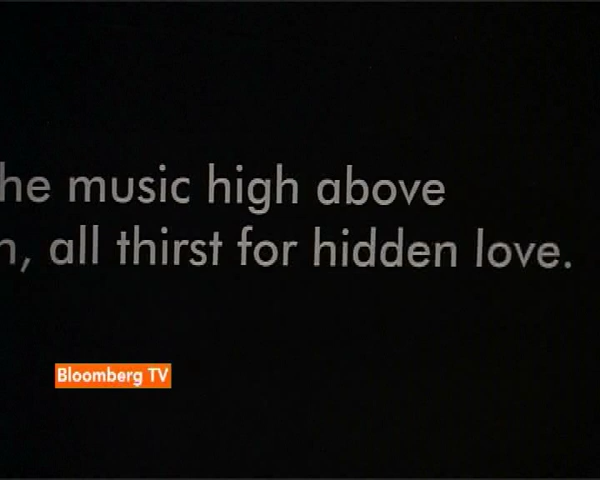 he music high above
n, all thirst for hidden love.
Bloomberg TV